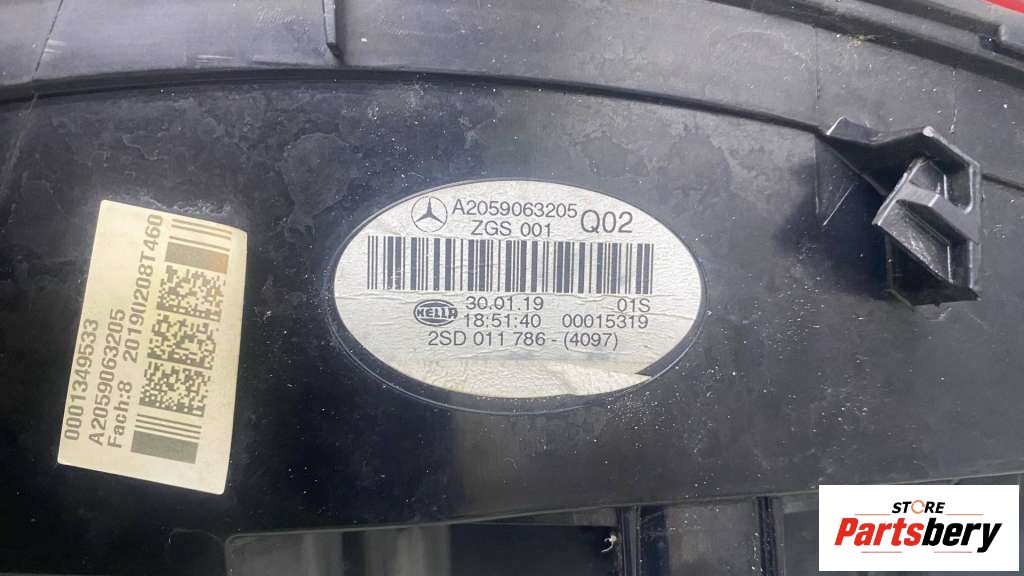 A2059063205 Q02
ZGS 001
30.01.19 01S
HELLA
18:51:40 00015319
2SD 011 786 - (4097)
0001349533
A2059063205
Fach:8 20190I208T460
STORE
Partsbery